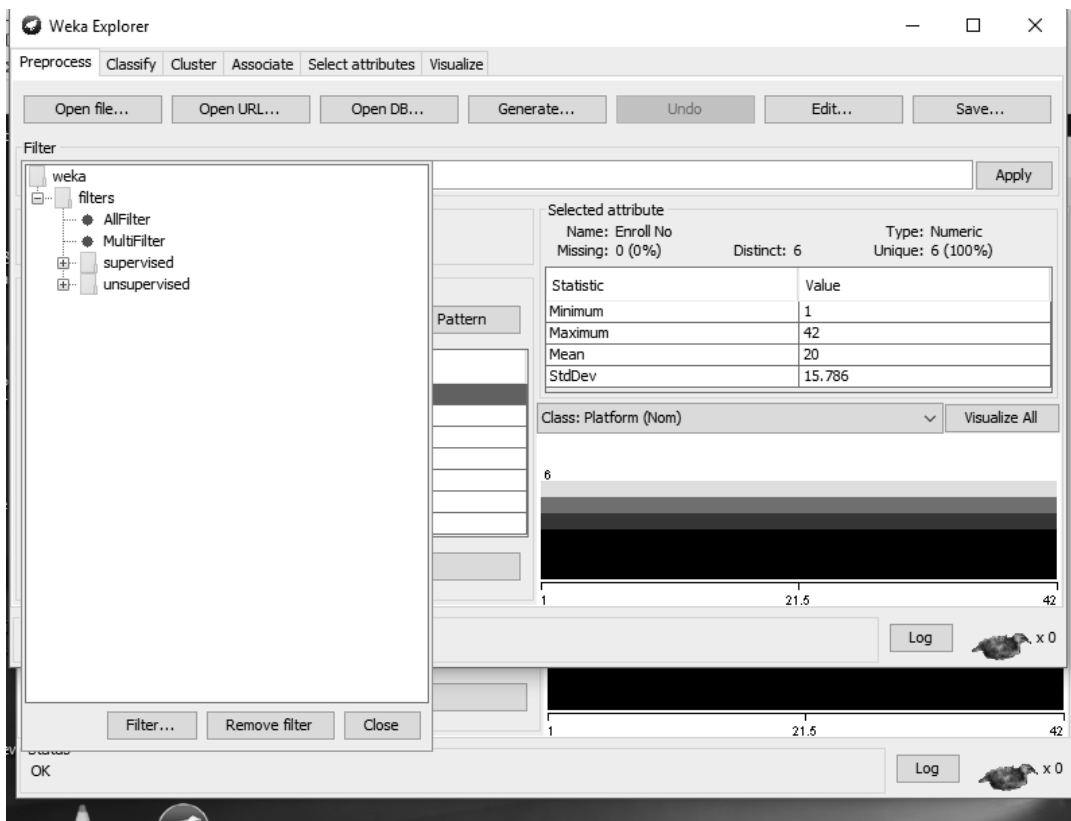 Weka Explorer
Preprocess Classify Cluster Associate Select attributes Visualize
Open file... Open URL... Open DB... Generate... Undo Edit... Save...
Filter
weka
filters
AllFilter
MultiFilter
supervised
unsupervised
Apply
Pattern
Selected attribute
Name: Enroll No Type: Numeric
Missing: 0 (0%) Distinct: 6 Unique: 6 (100%)
Statistic Value
Minimum 1
Maximum 42
Mean 20
StdDev 15.786
Class: Platform (Nom) Visualize All
6
1 21.5 42
Log x 0
Filter... Remove filter Close
1 21.5 42
Status
OK
Log x 0